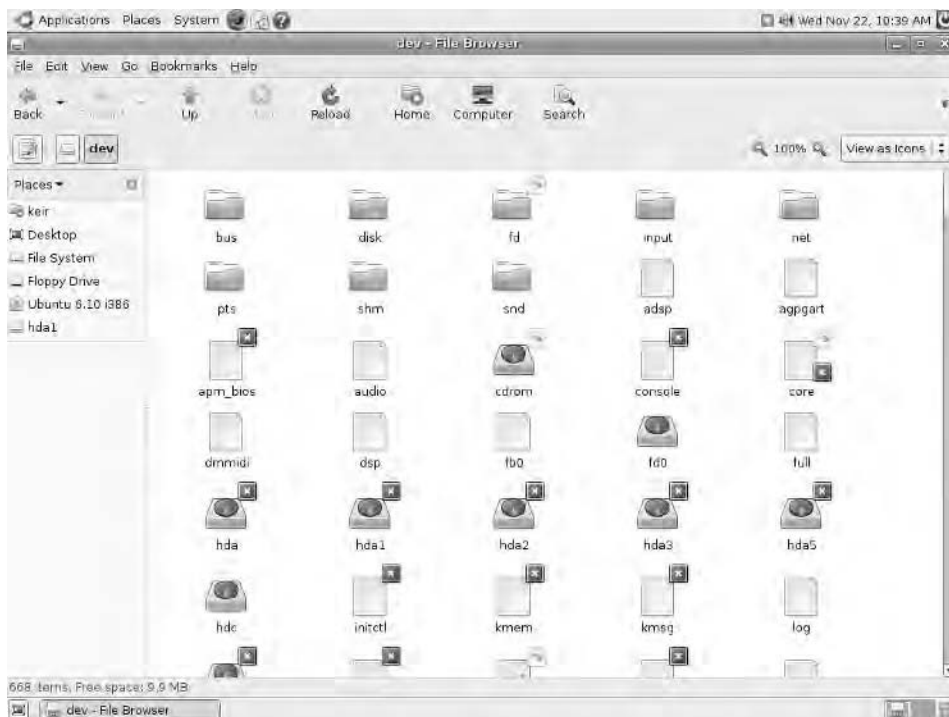 Applications Places System
Wed Nov 22, 10:39 AM
dev - File Browser
File Edit View Go Bookmarks Help
Back Up Reload Home Computer Search
dev
100%
View as Icons
Places
keir
Desktop
File System
Floppy Drive
Ubuntu 6.10 i386
hda1
bus disk fd input net
pts shm snd adsp agpgart
apm_bios audio cdrom console core
dmmidi dsp fb0 fd0 full
hda hda1 hda2 hda3 hda5
hdc initctl kmem kmsg log
668 items, Free space: 9.9 MB
dev - File Browser